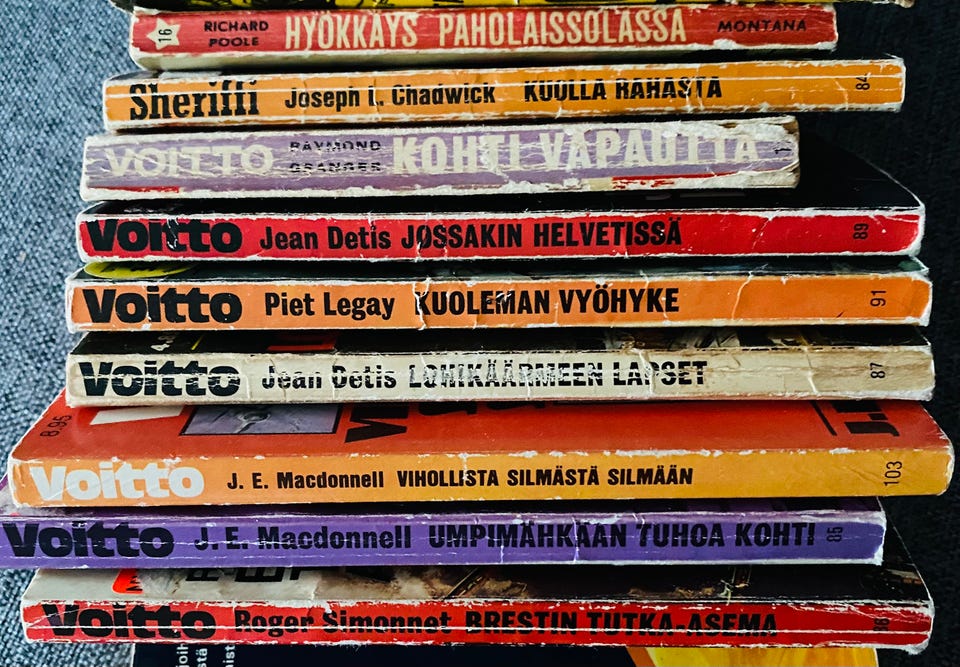 16 RICHARD POOLE HYÖKKÄYS PAHOLAISSOLASSA MONTANA
Sheriffi Joseph L. Chadwick KUOLLA RAHASTA 84
VOITTO RAYMOND GRANGER KOHTI VAPAUTTA 1
Voitto Jean Detis JOSSAKIN HELVETISSÄ 89
Voitto Piet Legay KUOLEMAN VYÖHYKE 91
Voitto Jean Detis LOHIKÄÄRMEEN LAPSET 87
8.95
Voitto J. E. Macdonnell VIHOLLISTA SILMÄSTÄ SILMÄÄN 103
Voitto J. E. Macdonnell UMPIMÄHKÄÄN TUHOA KOHTI 85
Voitto Roger Simonnet BRESTIN TUTKA-ASEMA